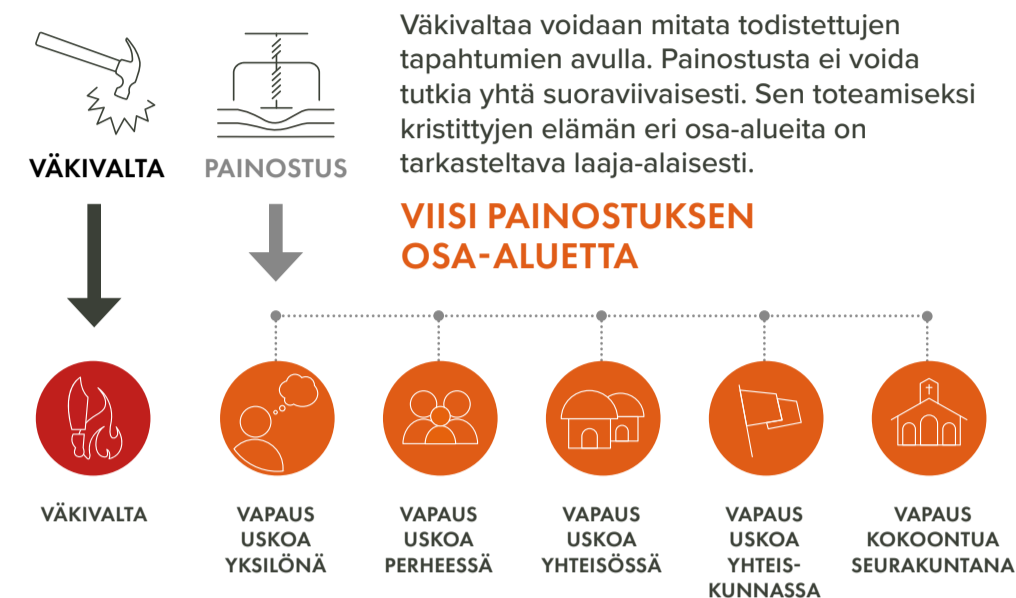 VÄKIVALTA
PAINOSTUS
Väkivaltaa voidaan mitata todistettujen
tapahtumien avulla. Painostusta ei voida
tutkia yhtä suoraviivaisesti. Sen toteamiseksi
kristittyjen elämän eri osa-alueita on
tarkasteltava laaja-alaisesti.
VIISI PAINOSTUKSEN
OSA-ALUETTA
VÄKIVALTA
VAPAUS
USKOA
YKSILÖNÄ
VAPAUS
USKOA
PERHEESSÄ
VAPAUS
USKOA
YHTEISÖSSÄ
VAPAUS
USKOA
YHTEIS-
KUNNASSA
VAPAUS
KOKOONTUA
SEURAKUNTANA